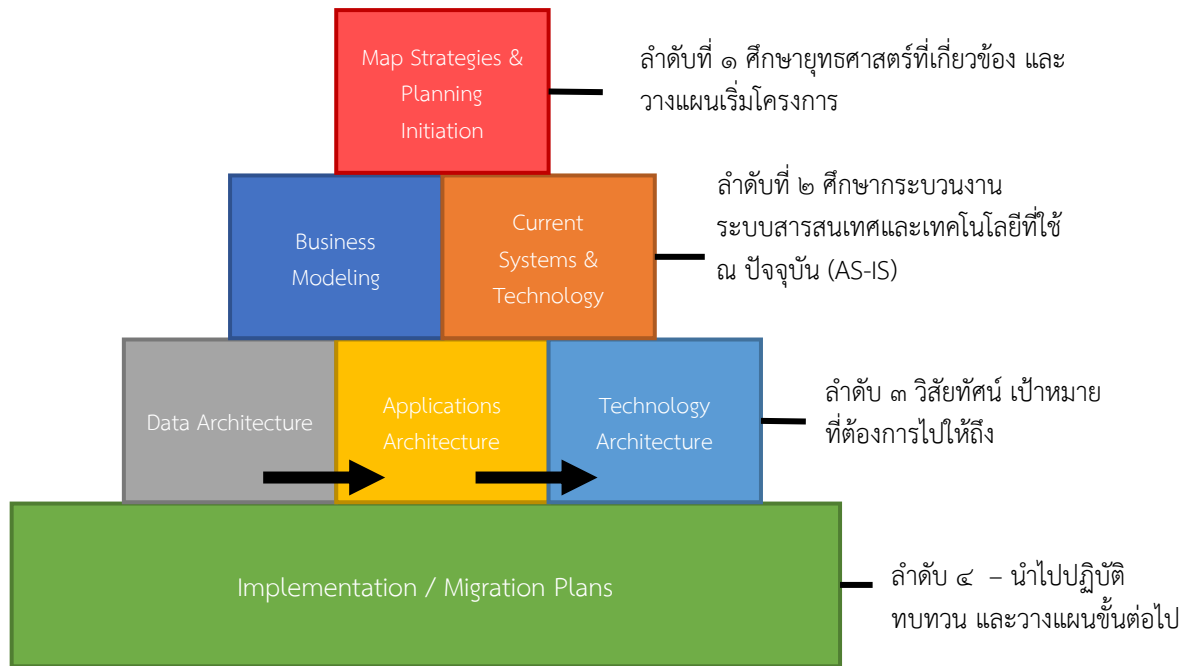 Map Strategies &
Planning
Initiation
ลำดับที่ ๑ ศึกษายุทธศาสตร์ที่เกี่ยวข้อง และ
วางแผนเริ่มโครงการ
Business
Modeling
Current
Systems &
Technology
ลำดับที่ ๒ ศึกษากระบวนงาน
ระบบสารสนเทศและเทคโนโลยีที่ใช้
ณ ปัจจุบัน (AS-IS)
Data Architecture
Applications
Architecture
Technology
Architecture
ลำดับ ๓ วิสัยทัศน์ เป้าหมาย
ที่ต้องการไปให้ถึง
Implementation / Migration Plans
ลำดับ ๔ – นำไปปฏิบัติ
ทบทวน และวางแผนขั้นต่อไป